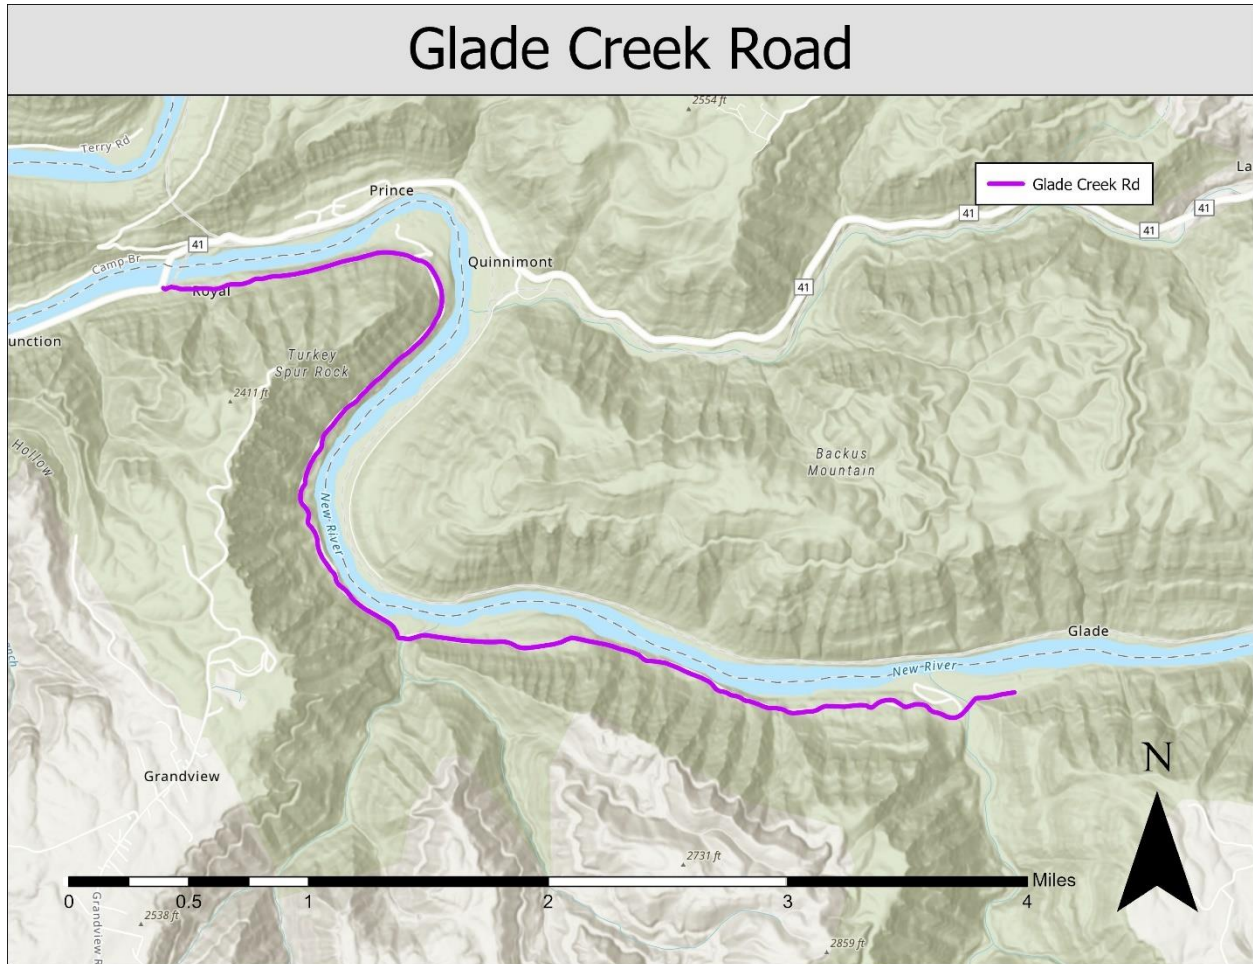 Glade Creek Road
2554 ft
Terry Rd
La
Glade Creek Rd
Prince
41
41
41
41
Camp Br
Quinnimont
41
Royal
unction
Turkey
Spur Rock
2411 ft
Hollow
Backus
Mountain
New River
Glade
New River
nch
N
Grandview
2731 ft
Miles
0
0.5
1
2
3
4
Grandview R
2538 ft
2859 ft